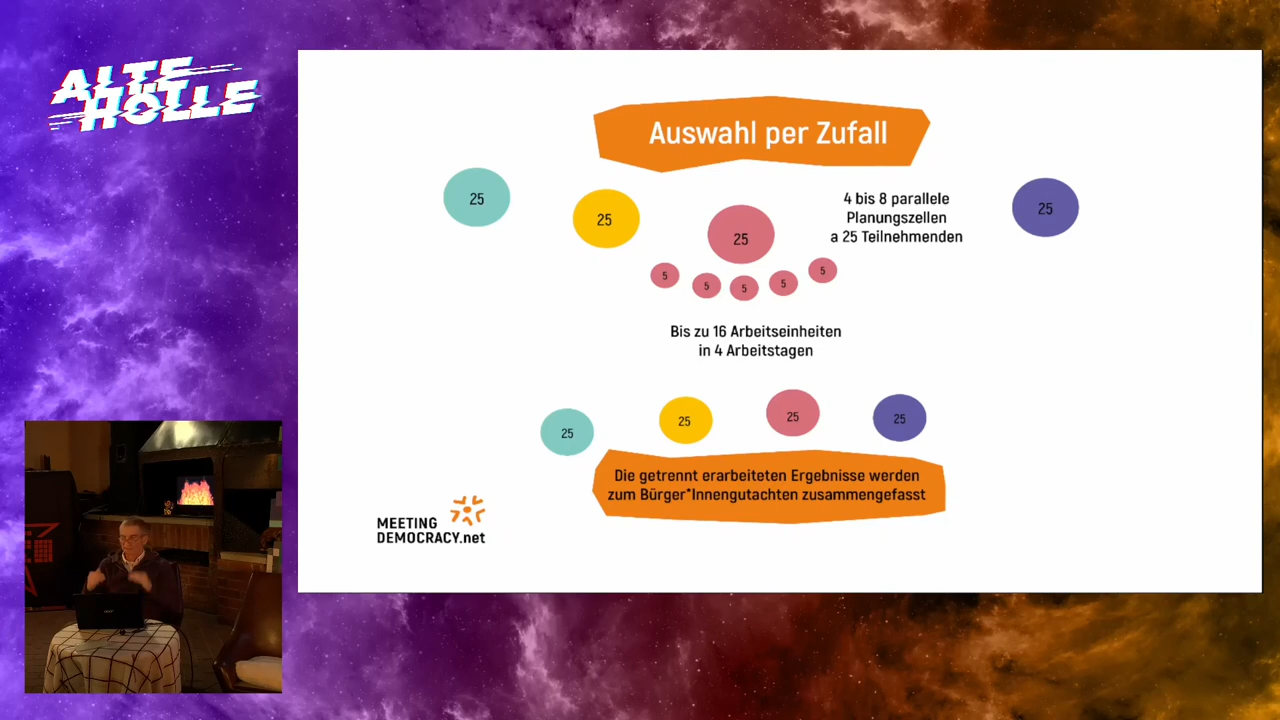 ALTE
HÖLLE
Auswahl per Zufall
25
25
25
4 bis 8 parallele
Planungszellen
a 25 Teilnehmenden
25
5
5
5
5
5
Bis zu 16 Arbeitseinheiten
in 4 Arbeitstagen
25
25
25
25
Die getrennt erarbeiteten Ergebnisse werden
zum Bürger*Innengutachten zusammengefasst
MEETING
DEMOCRACY.net
acer